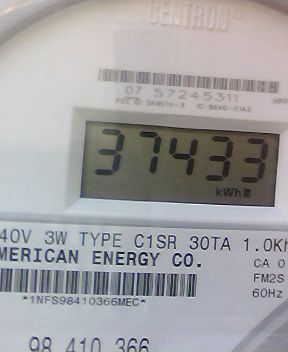 CENTRON
07 57245311
37433
kWh
40V 3W TYPE C1SR 30TA 1.0Kh
MERICAN ENERGY CO.
CA 0
FM2S
60Hz
*1NFS98410366MEC*
98 410 366